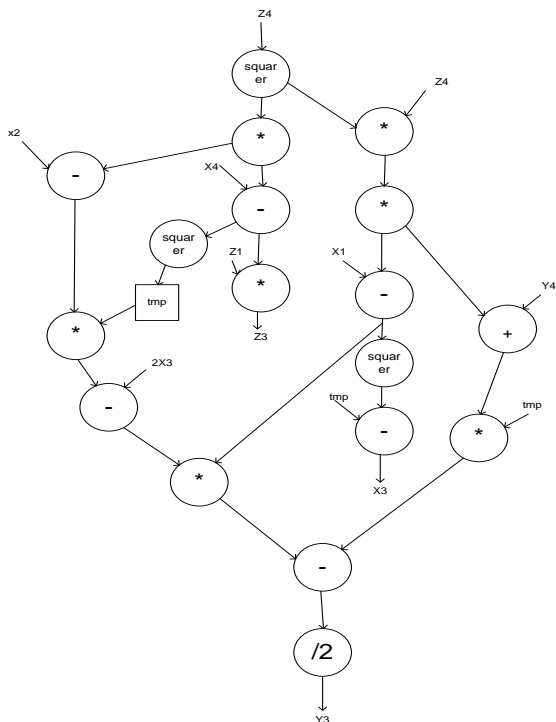 Z4
squar
er
Z4
*
*
x2
-
X4
-
*
squar
er
Z1
*
X1
-
Y4
tmp
*
Z3
squar
er
+
2X3
-
tmp
-
tmp
*
*
X3
-
/2
Y3